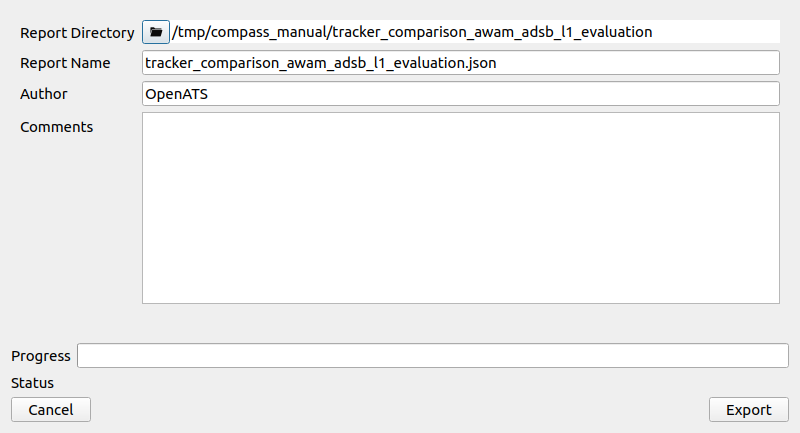 Report Directory /tmp/compass_manual/tracker_comparison_awam_adsb_l1_evaluation
Report Name tracker_comparison_awam_adsb_l1_evaluation.json
Author OpenATS
Comments
Progress
Status
Cancel Export